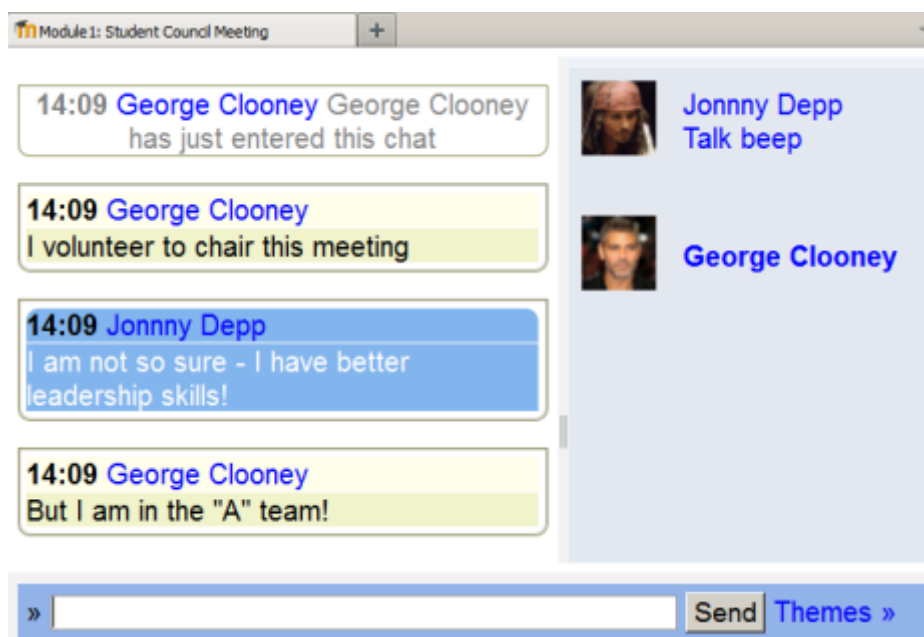 Module 1: Student Council Meeting
+
14:09 George Clooney George Clooney
has just entered this chat
14:09 George Clooney
I volunteer to chair this meeting
14:09 Jonnny Depp
I am not so sure - I have better
leadership skills!
14:09 George Clooney
But I am in the "A" team!
Jonnny Depp
Talk beep
George Clooney
» Send Themes »